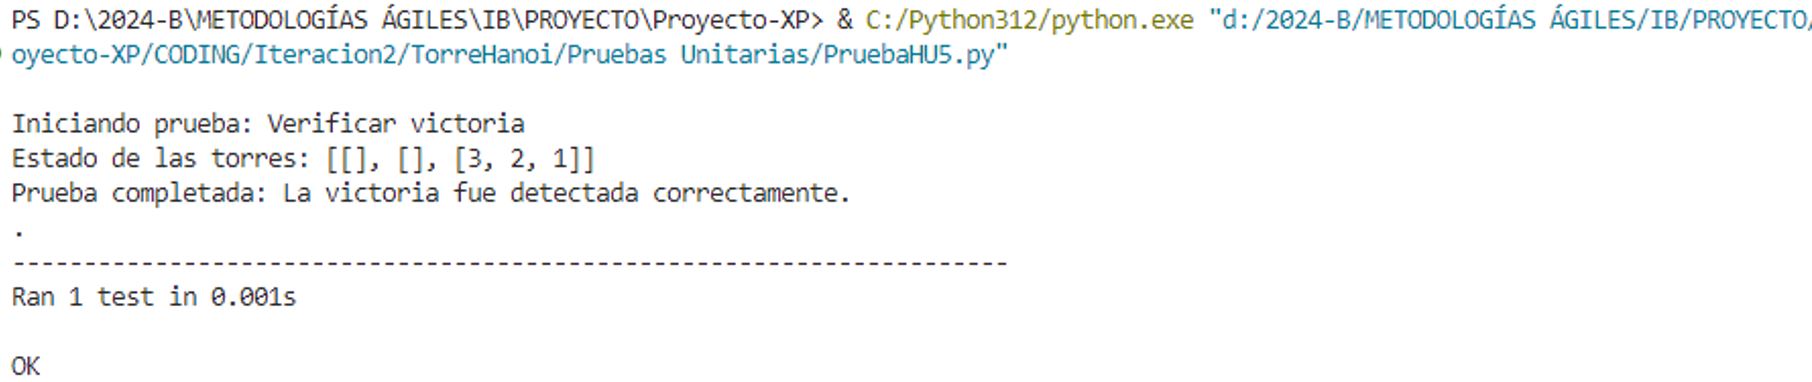 PS D:\2024-B\METODOLOGÍAS ÁGILES\IB\PROYECTO\Proyecto-XP> & C:/Python312/python.exe "d:/2024-B/METODOLOGÍAS ÁGILES/IB/PROYECTO/
oyecto-XP/CODING/Iteracion2/TorreHanoi/Pruebas Unitarias/PruebaHU5.py"
Iniciando prueba: Verificar victoria
Estado de las torres: [[], [], [3, 2, 1]]
Prueba completada: La victoria fue detectada correctamente.
.
----------------------------------------------------------------------
Ran 1 test in 0.001s
OK